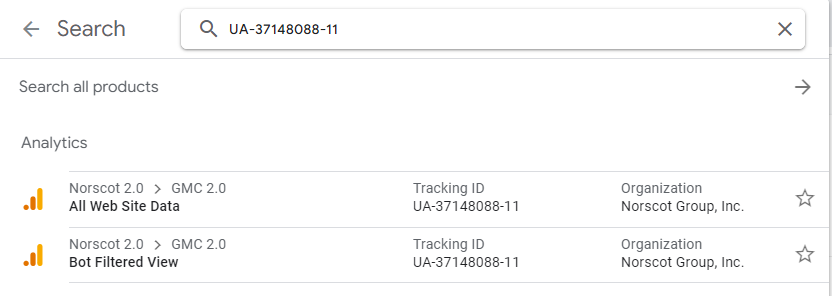 Search
UA-37148088-11
Search all products
Analytics
Norscot 2.0 > GMC 2.0 Tracking ID Organization
All Web Site Data UA-37148088-11 Norscot Group, Inc.
Norscot 2.0 > GMC 2.0 Tracking ID Organization
Bot Filtered View UA-37148088-11 Norscot Group, Inc.